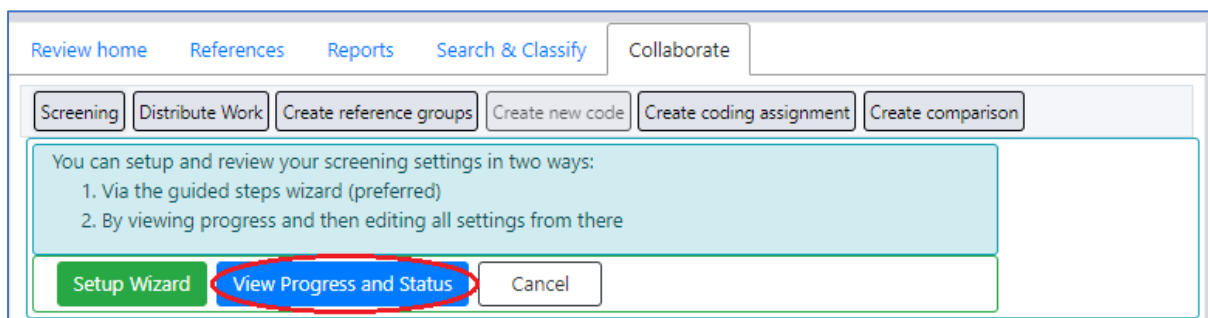 Review home References Reports Search & Classify Collaborate
Screening Distribute Work Create reference groups Create new code Create coding assignment Create comparison
You can setup and review your screening settings in two ways:
1. Via the guided steps wizard (preferred)
2. By viewing progress and then editing all settings from there
Setup Wizard View Progress and Status Cancel